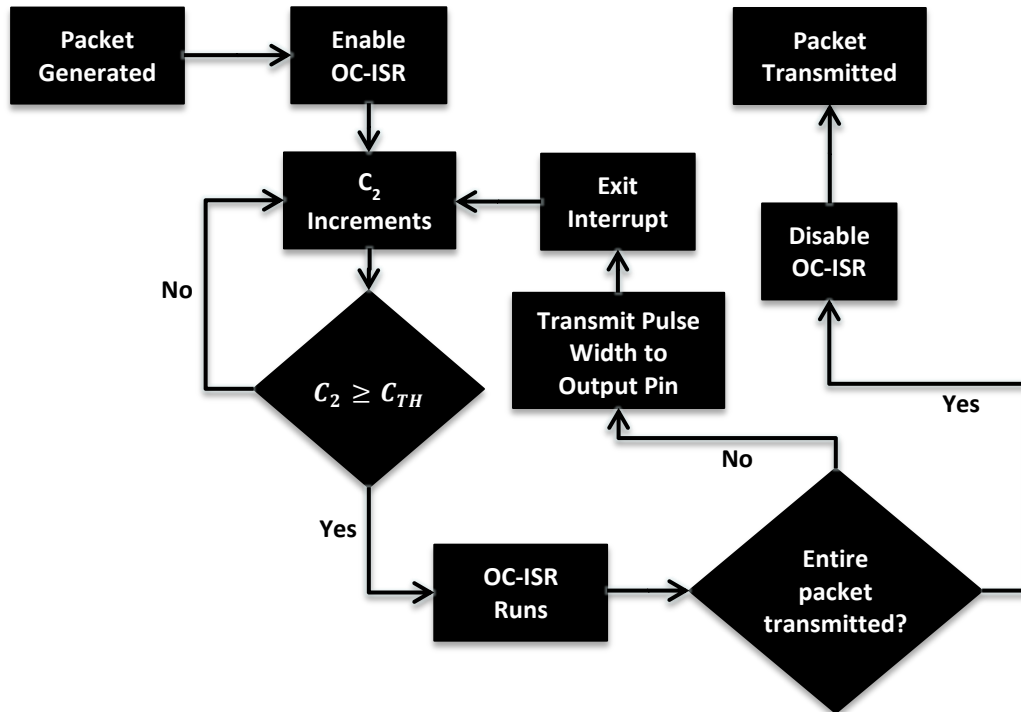 Packet
Generated
Enable
OC-ISR
Packet
Transmitted
C₂
Increments
Exit
Interrupt
Disable
OC-ISR
No
Transmit Pulse
Width to
Output Pin
C₂ ≥ C_TH
Yes
No
Yes
OC-ISR
Runs
Entire
packet
transmitted?